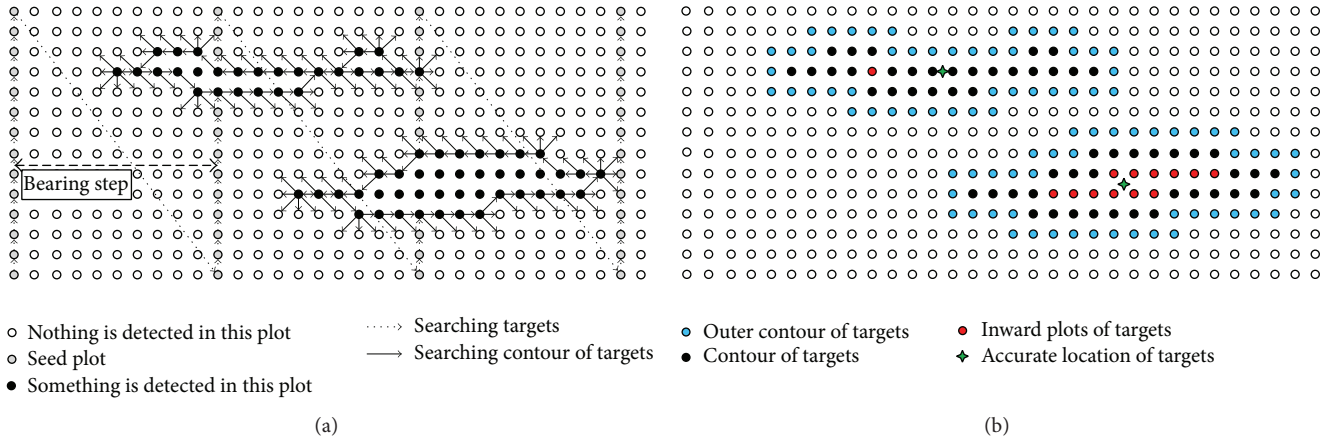 Bearing step
Nothing is detected in this plot
Seed plot
Something is detected in this plot
Searching targets
Searching contour of targets
(a)
Outer contour of targets
Contour of targets
Inward plots of targets
Accurate location of targets
(b)